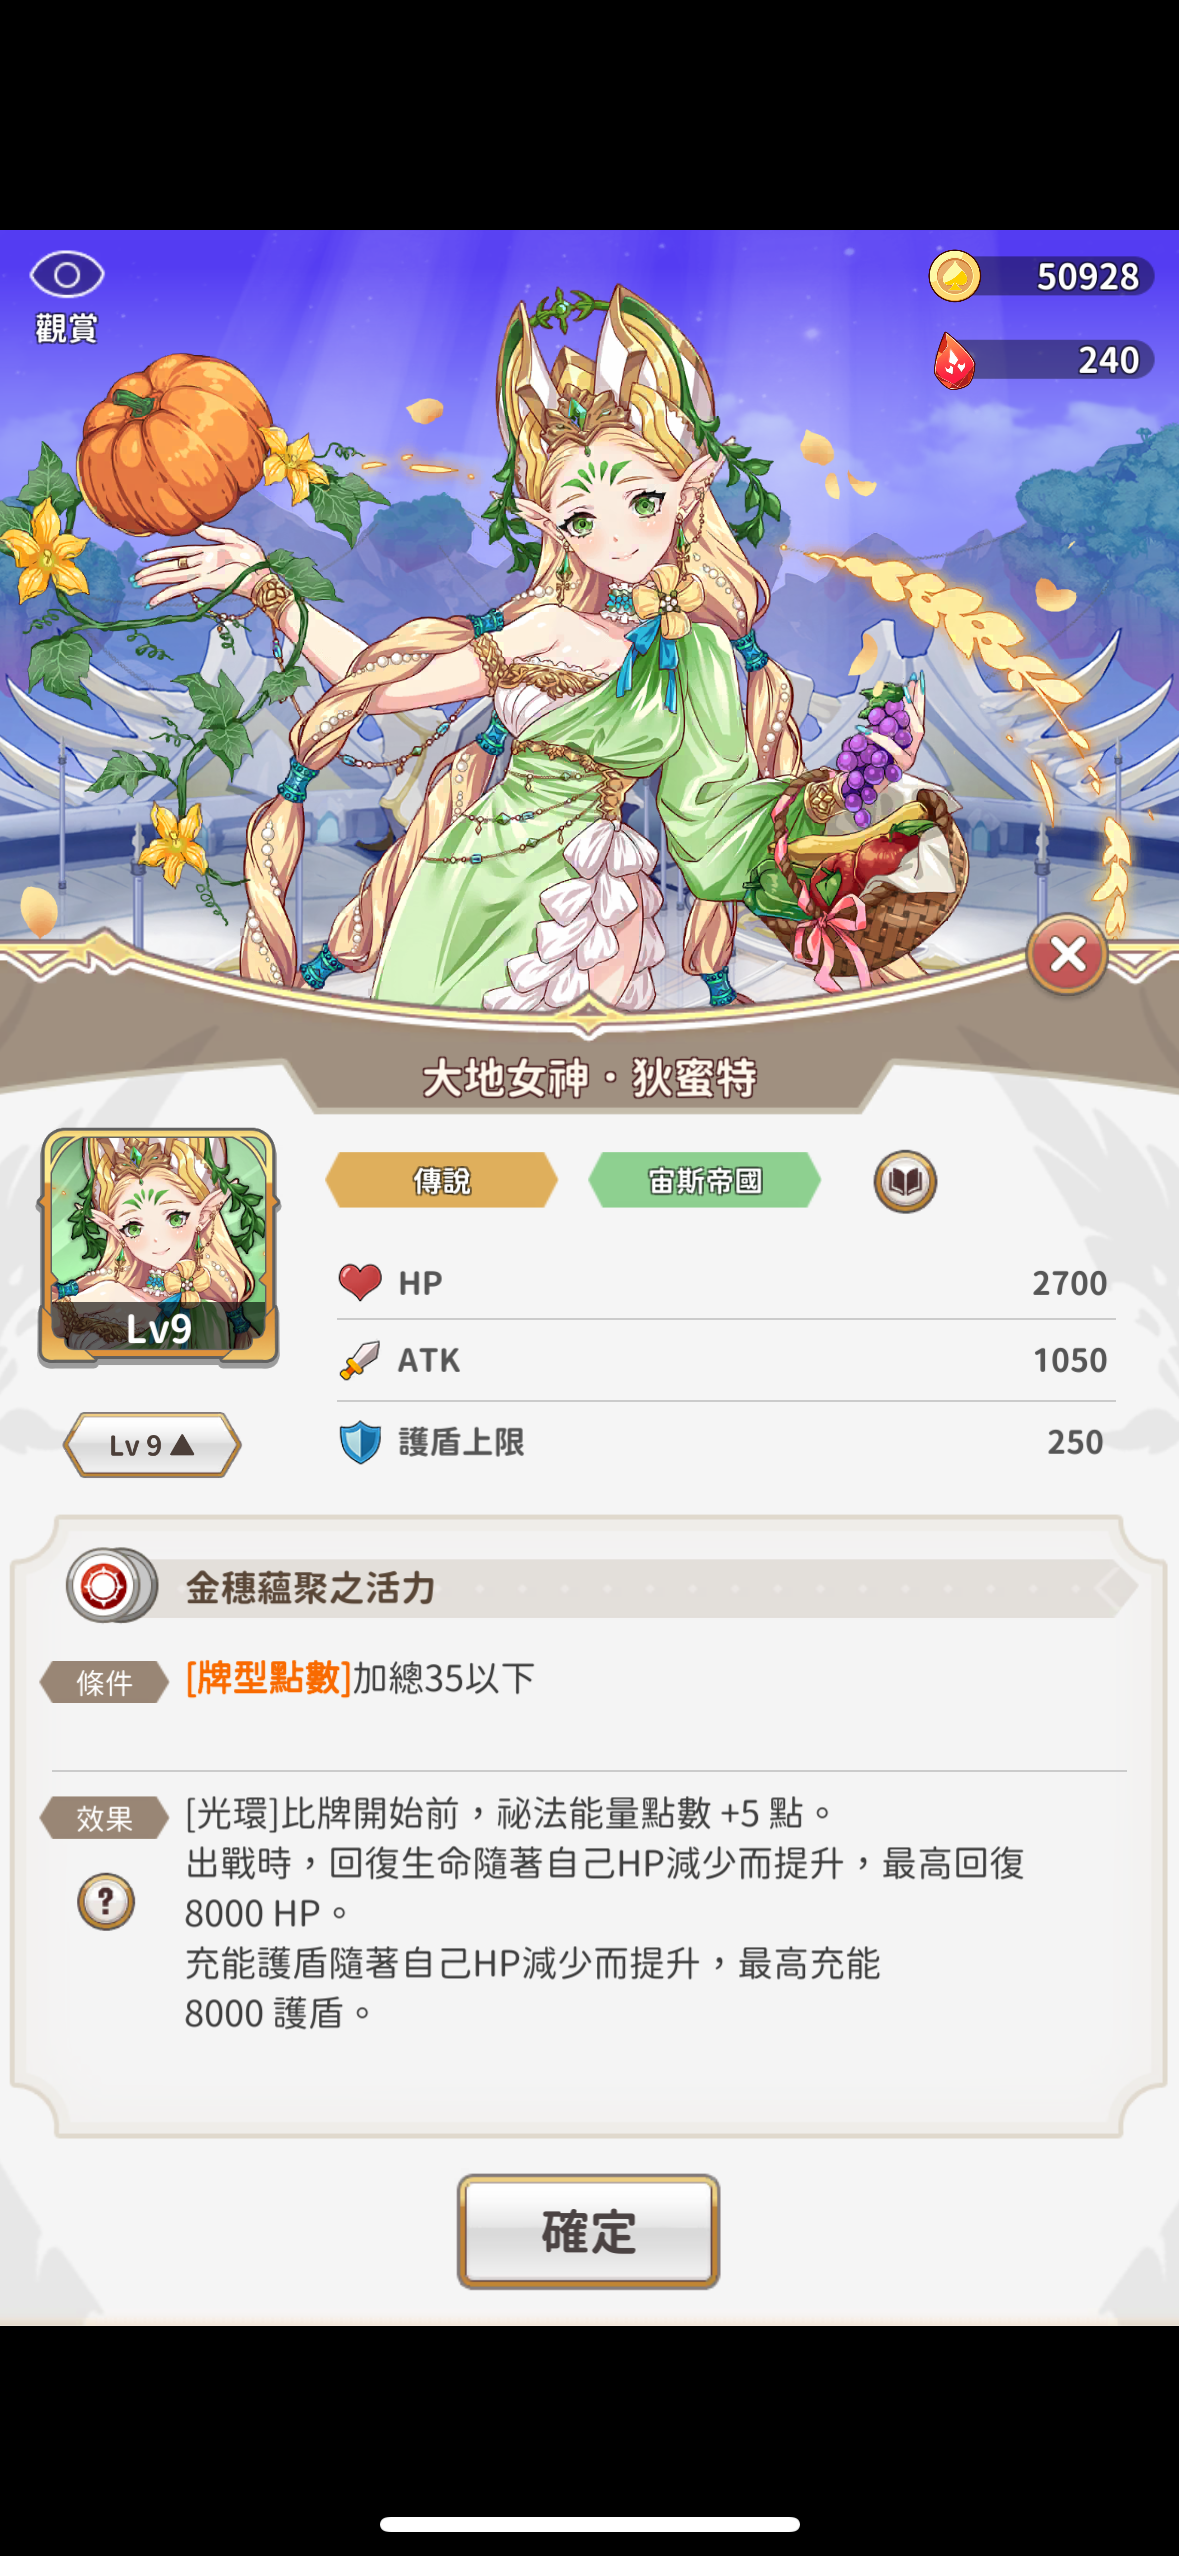 觀賞
50928
240
大地女神·狄蜜特
傳說
宙斯帝國
Lv9
HP
2700
ATK
1050
Lv 9 ▲
護盾上限
250
金穗蘊聚之活力
條件
[牌型點數]加總35以下
效果
[光環]比牌開始前，祕法能量點數 +5 點。
出戰時，回復生命隨著自己HP減少而提升，最高回復
8000 HP。
?
充能護盾隨著自己HP減少而提升，最高充能
8000 護盾。
確定